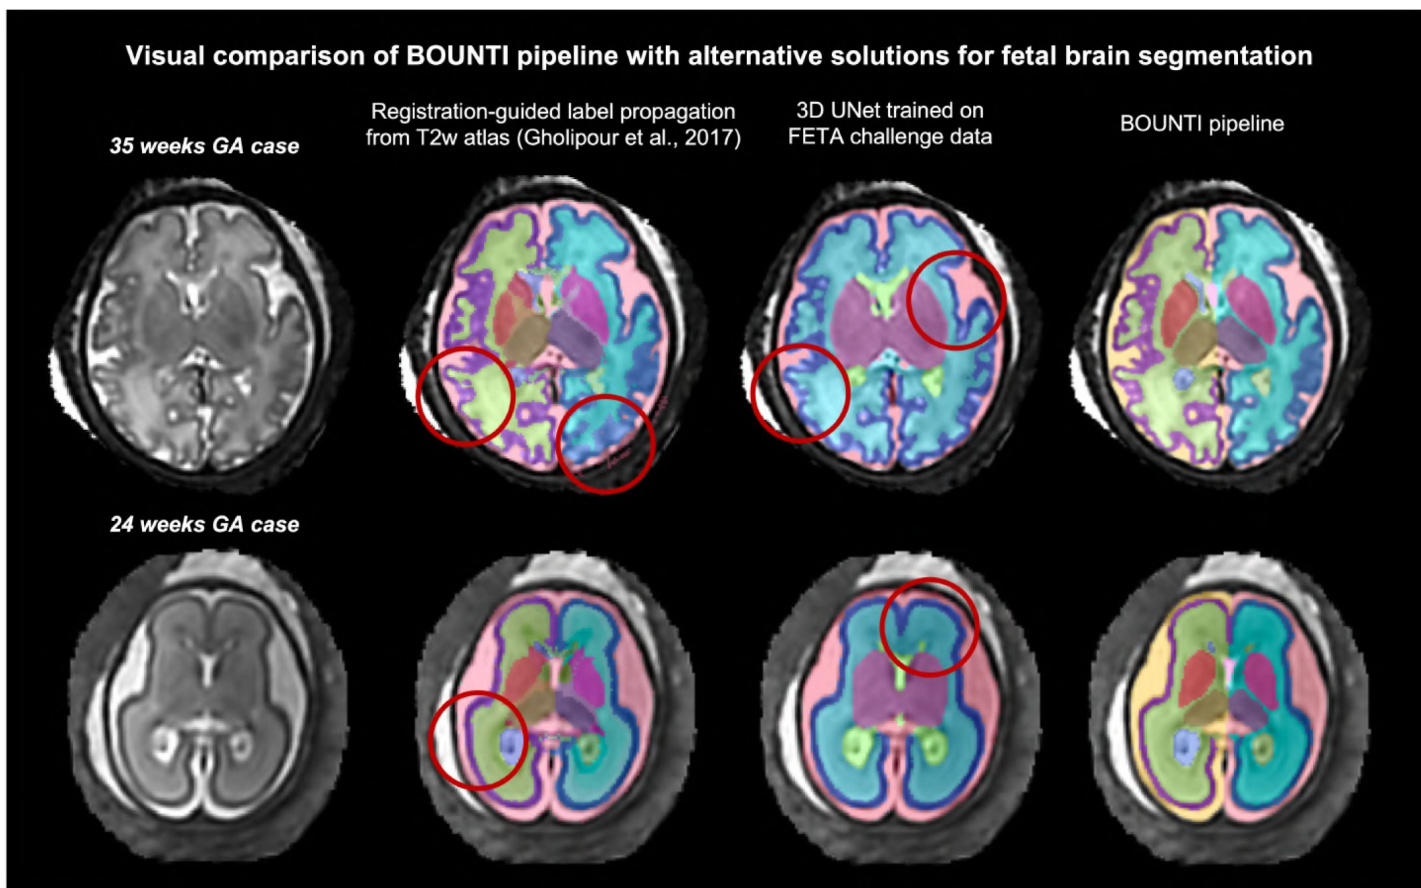 Visual comparison of BOUNTI pipeline with alternative solutions for fetal brain segmentation
35 weeks GA case
Registration-guided label propagation
from T2w atlas (Gholipour et al., 2017)
3D UNet trained on
FETA challenge data
BOUNTI pipeline
24 weeks GA case